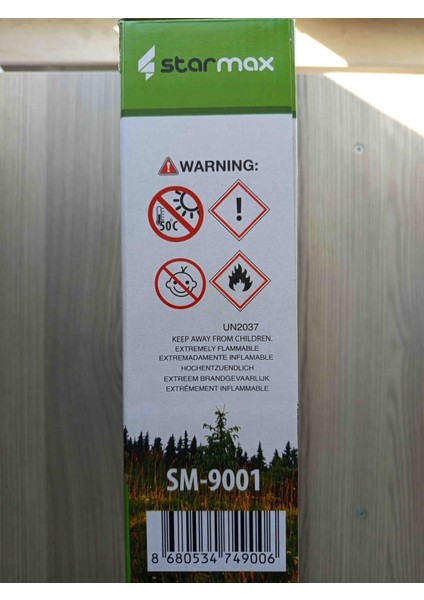 starmax
WARNING:
50°C
UN2037
KEEP AWAY FROM CHILDREN.
EXTREMELY FLAMMABLE
EXTREMADAMENTE INFLAMABLE
HOCHENTZUENDLICH
EXTREEM BRANDGEVAARLIJK
EXTRÊMEMENT INFLAMMABLE
SM-9001
8 680534 749006